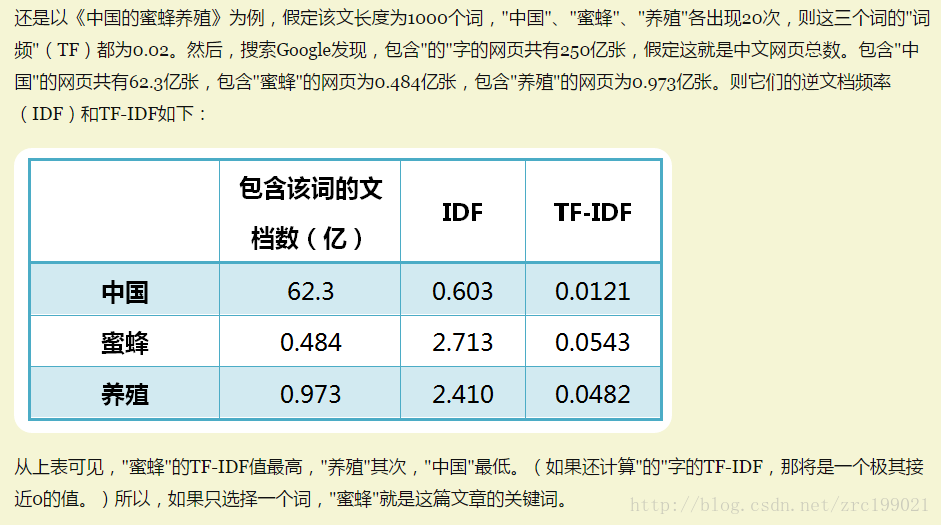 还是以《中国的蜜蜂养殖》为例，假定该文长度为1000个词，"中国"、"蜜蜂"、"养殖"各出现20次，则这三个词的"词
频"（TF）都为0.02。然后，搜索Google发现，包含"的"字的网页共有250亿张，假定这就是中文网页总数。包含"中
国"的网页共有62.3亿张，包含"蜜蜂"的网页为0.484亿张，包含"养殖"的网页为0.973亿张。则它们的逆文档频率
（IDF）和TF-IDF如下：
包含该词的文
档数（亿） IDF TF-IDF
中国 62.3 0.603 0.0121
蜜蜂 0.484 2.713 0.0543
养殖 0.973 2.410 0.0482
从上表可见，"蜜蜂"的TF-IDF值最高，"养殖"其次，"中国"最低。（如果还计算"的"字的TF-IDF，那将是一个极其接
近0的值。）所以，如果只选择一个词，"蜜蜂"就是这篇文章的关键词。
http://blog.csdn.net/zrc199021